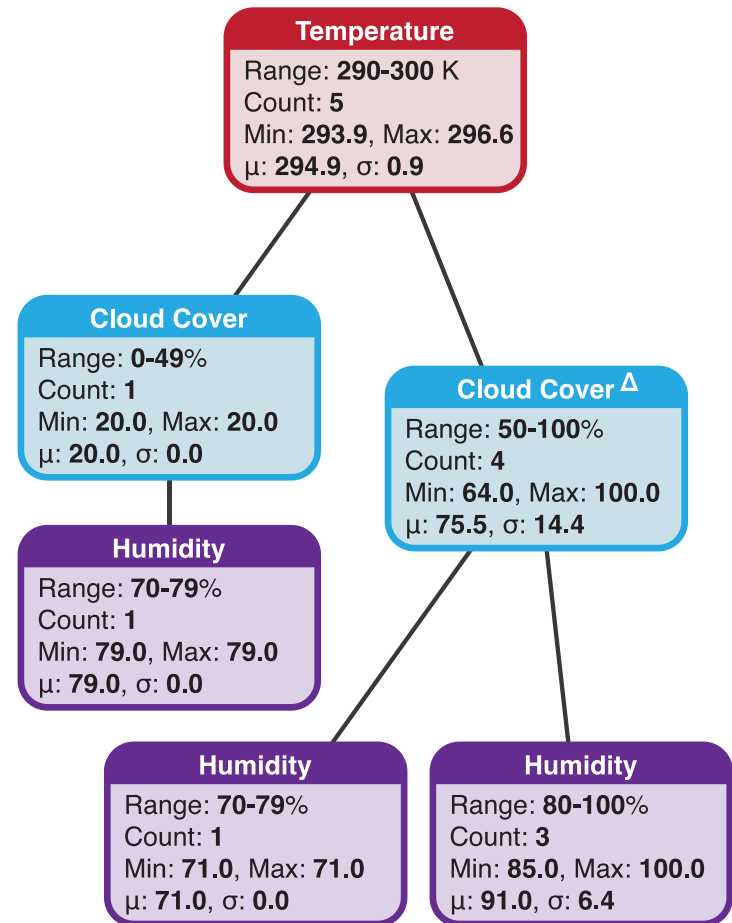 Temperature
Range: 290-300 K
Count: 5
Min: 293.9, Max: 296.6
μ: 294.9, σ: 0.9
Cloud Cover
Range: 0-49%
Count: 1
Min: 20.0, Max: 20.0
μ: 20.0, σ: 0.0
Cloud Cover Δ
Range: 50-100%
Count: 4
Min: 64.0, Max: 100.0
μ: 75.5, σ: 14.4
Humidity
Range: 70-79%
Count: 1
Min: 79.0, Max: 79.0
μ: 79.0, σ: 0.0
Humidity
Range: 70-79%
Count: 1
Min: 71.0, Max: 71.0
μ: 71.0, σ: 0.0
Humidity
Range: 80-100%
Count: 3
Min: 85.0, Max: 100.0
μ: 91.0, σ: 6.4